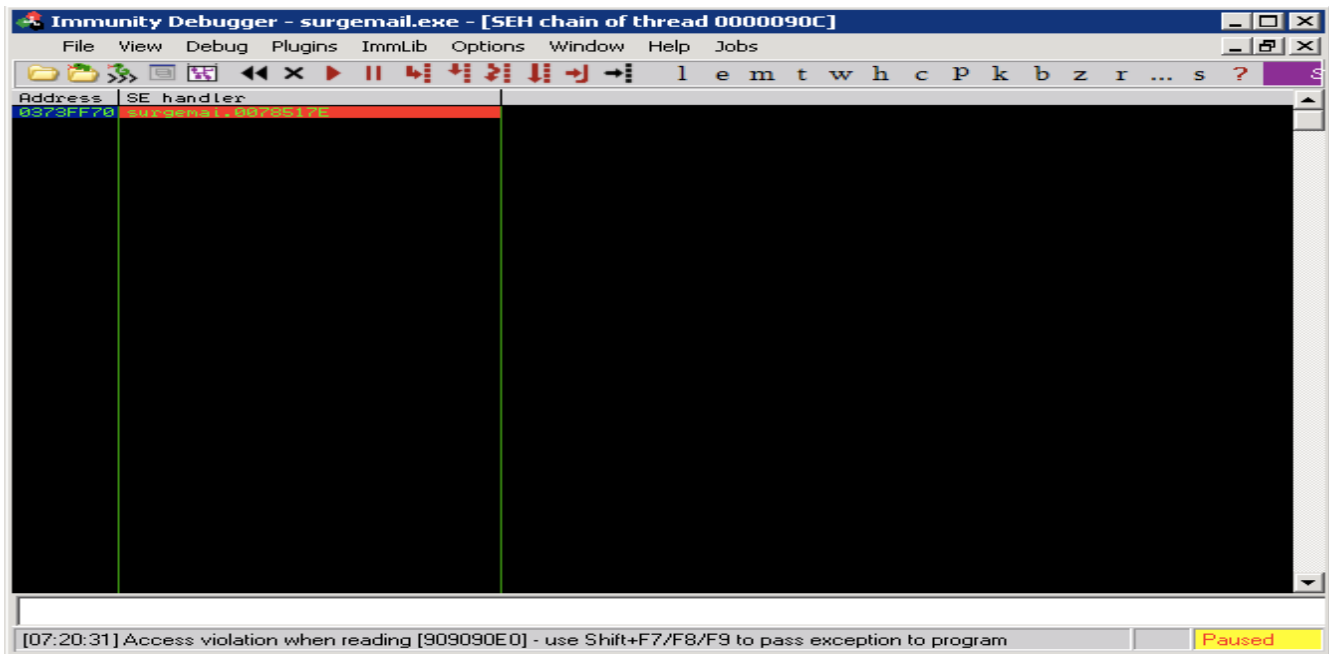 Immunity Debugger - surgemail.exe - [SEH chain of thread 0000090C]
File View Debug Plugins ImmLib Options Window Help Jobs
l e m t w h c P k b z r ... s ?
Address SE handler
0373FF70 surgemai.0078517E
[07:20:31] Access violation when reading [909090E0] - use Shift+F7/F8/F9 to pass exception to program Paused